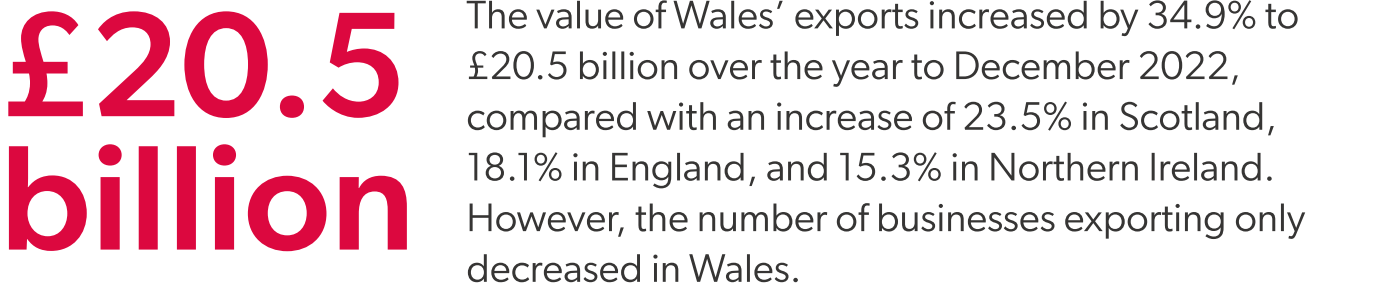 £20.5
billion
The value of Wales’ exports increased by 34.9% to
£20.5 billion over the year to December 2022,
compared with an increase of 23.5% in Scotland,
18.1% in England, and 15.3% in Northern Ireland.
However, the number of businesses exporting only
decreased in Wales.